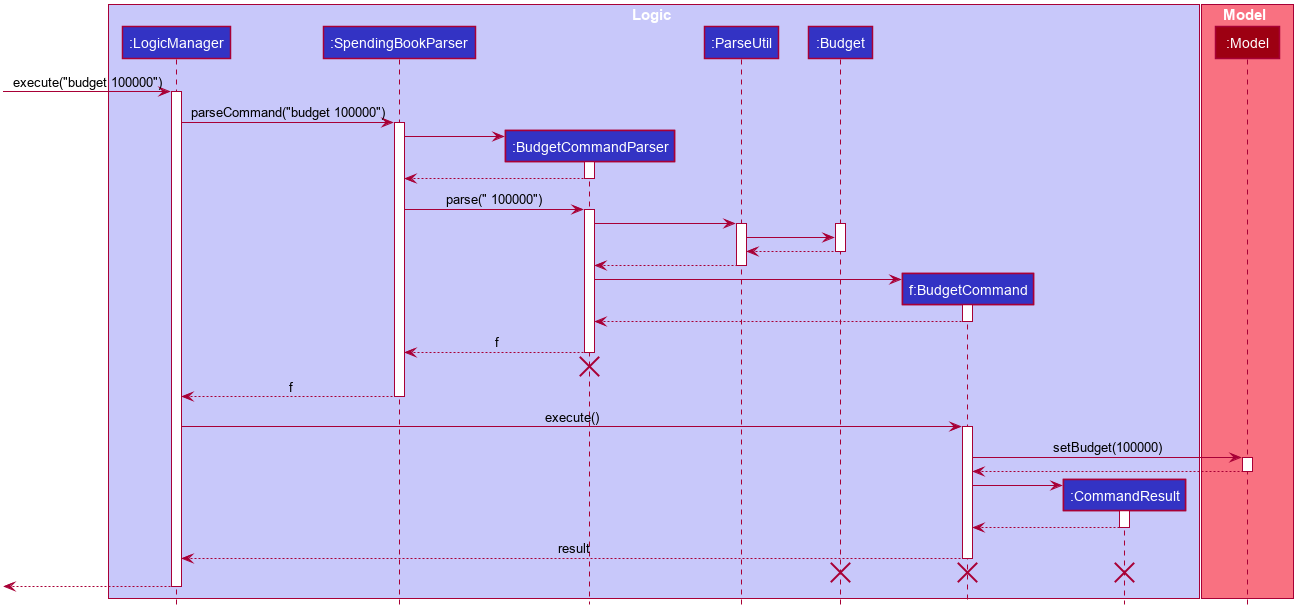 Logic
Model
:LogicManager
:SpendingBookParser
:ParseUtil
:Budget
:Model
execute("budget 100000")
parseCommand("budget 100000")
:BudgetCommandParser
parse(" 100000")
f:BudgetCommand
f
f
execute()
setBudget(100000)
:CommandResult
result